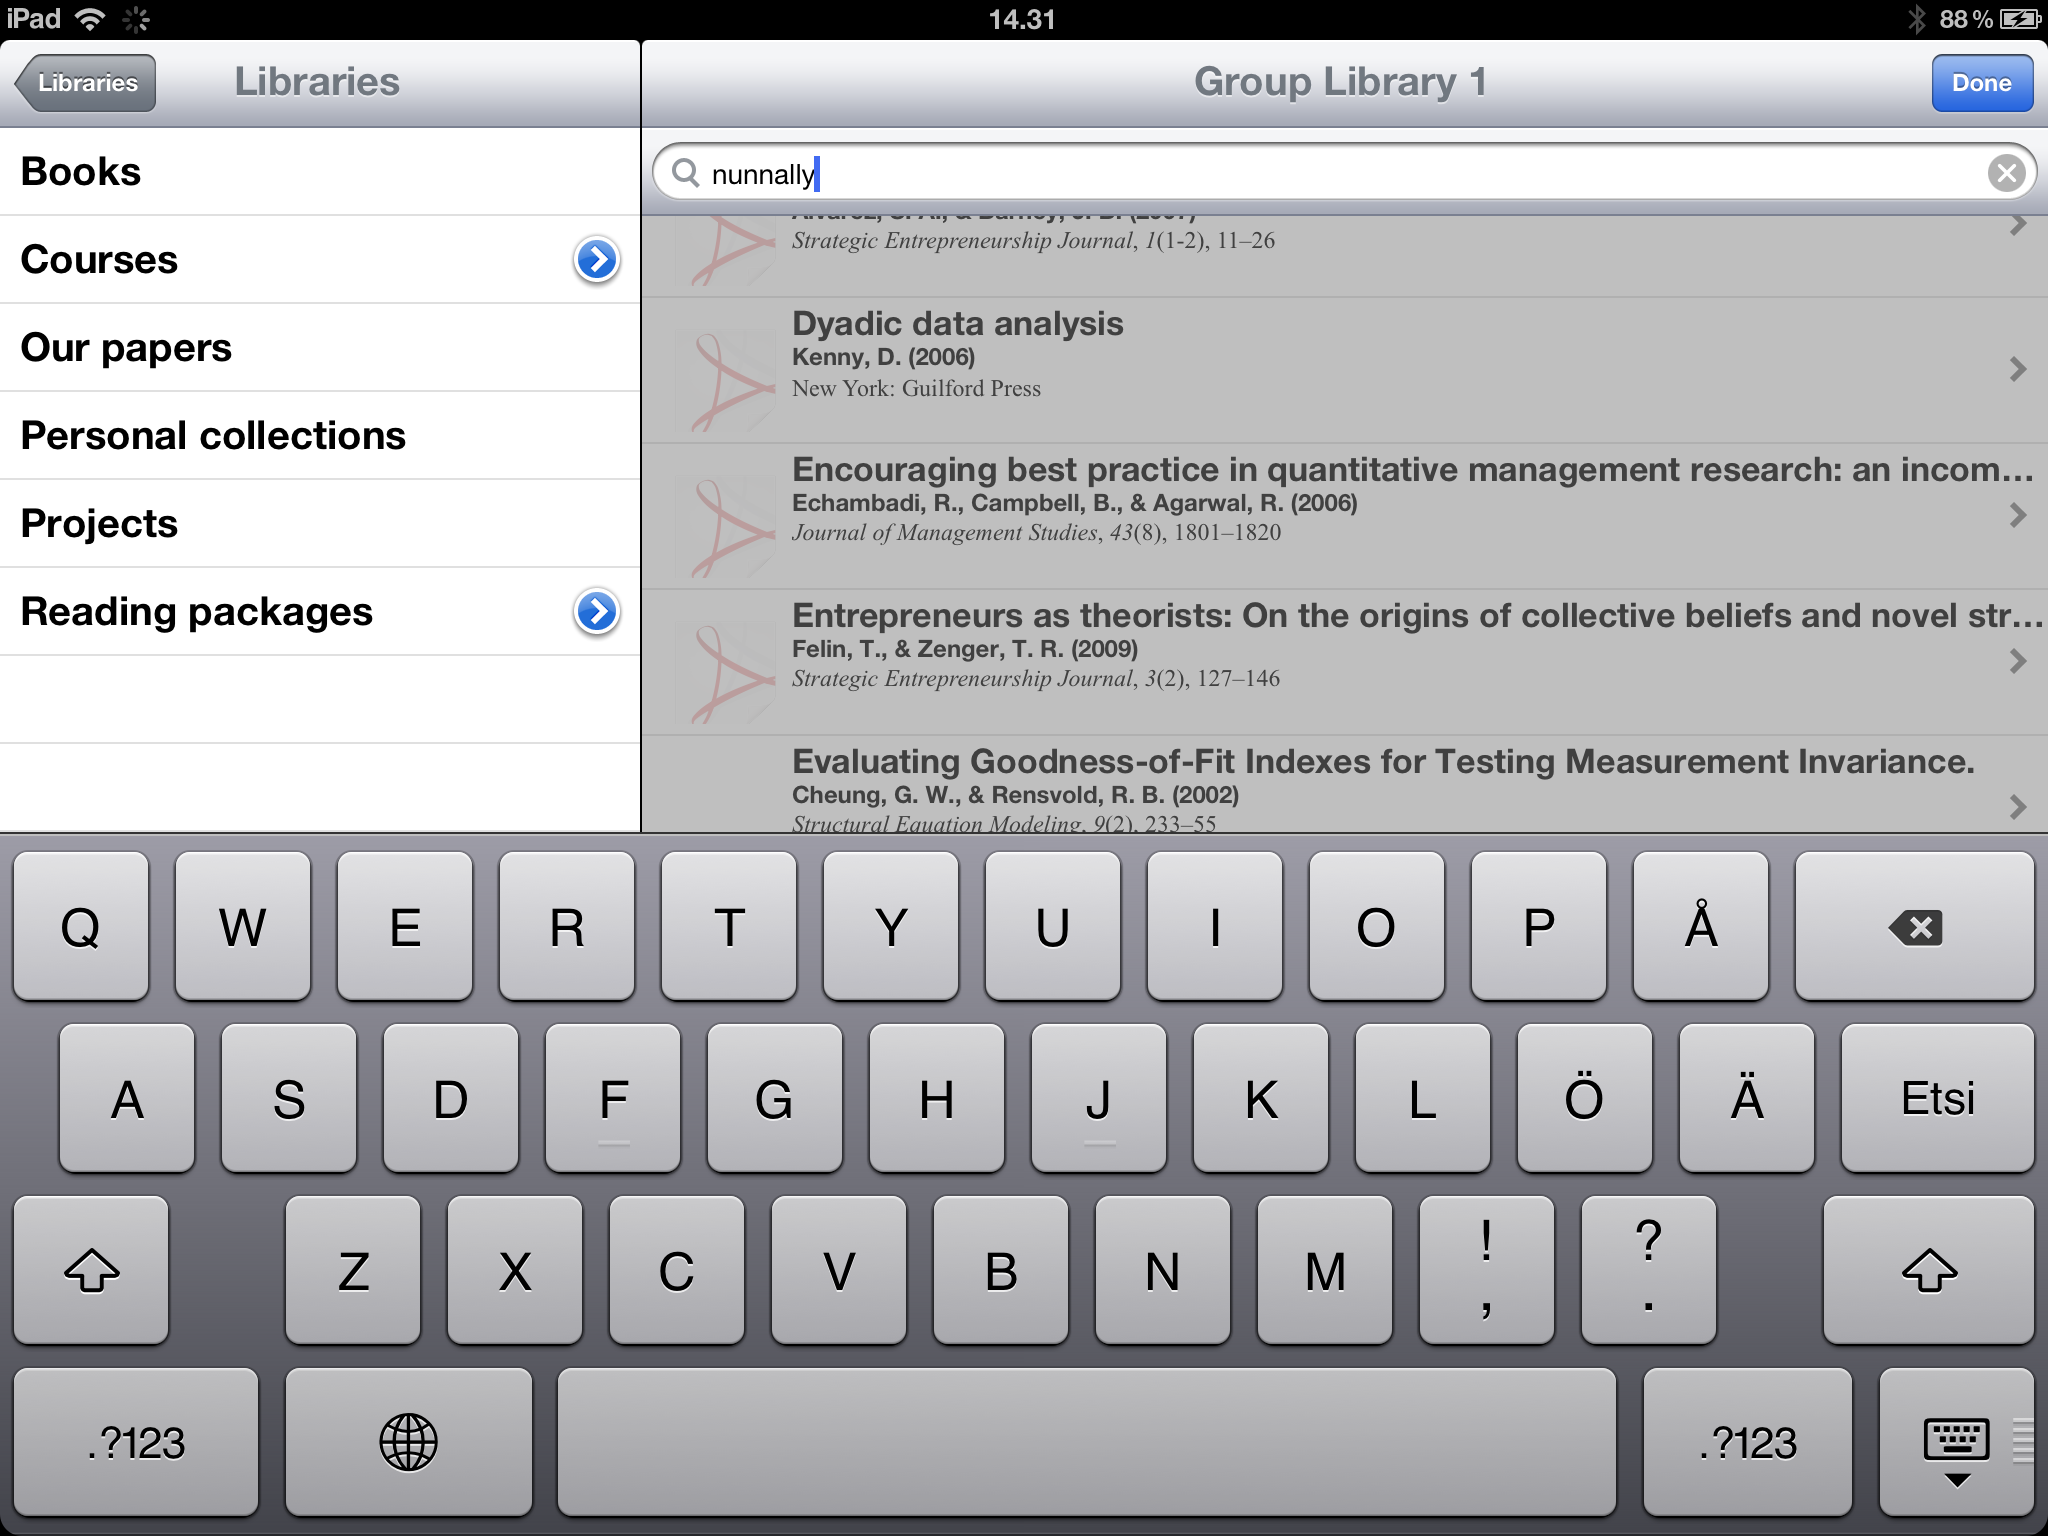 iPad 14.31 88 %
Libraries Libraries Group Library 1 Done
nunnally
Books
Courses
Our papers
Personal collections
Projects
Reading packages
Alvarez, S. A., & Barney, J. B. (2007)
Strategic Entrepreneurship Journal, 1(1-2), 11–26
Dyadic data analysis
Kenny, D. (2006)
New York: Guilford Press
Encouraging best practice in quantitative management research: an incom...
Echambadi, R., Campbell, B., & Agarwal, R. (2006)
Journal of Management Studies, 43(8), 1801–1820
Entrepreneurs as theorists: On the origins of collective beliefs and novel str...
Felin, T., & Zenger, T. R. (2009)
Strategic Entrepreneurship Journal, 3(2), 127–146
Evaluating Goodness-of-Fit Indexes for Testing Measurement Invariance.
Cheung, G. W., & Rensvold, R. B. (2002)
Structural Equation Modeling, 9(2), 233–55
Q W E R T Y U I O P Å
A S D F G H J K L Ö Ä Etsi
Z X C V B N M ! , ? .
.?123 .?123